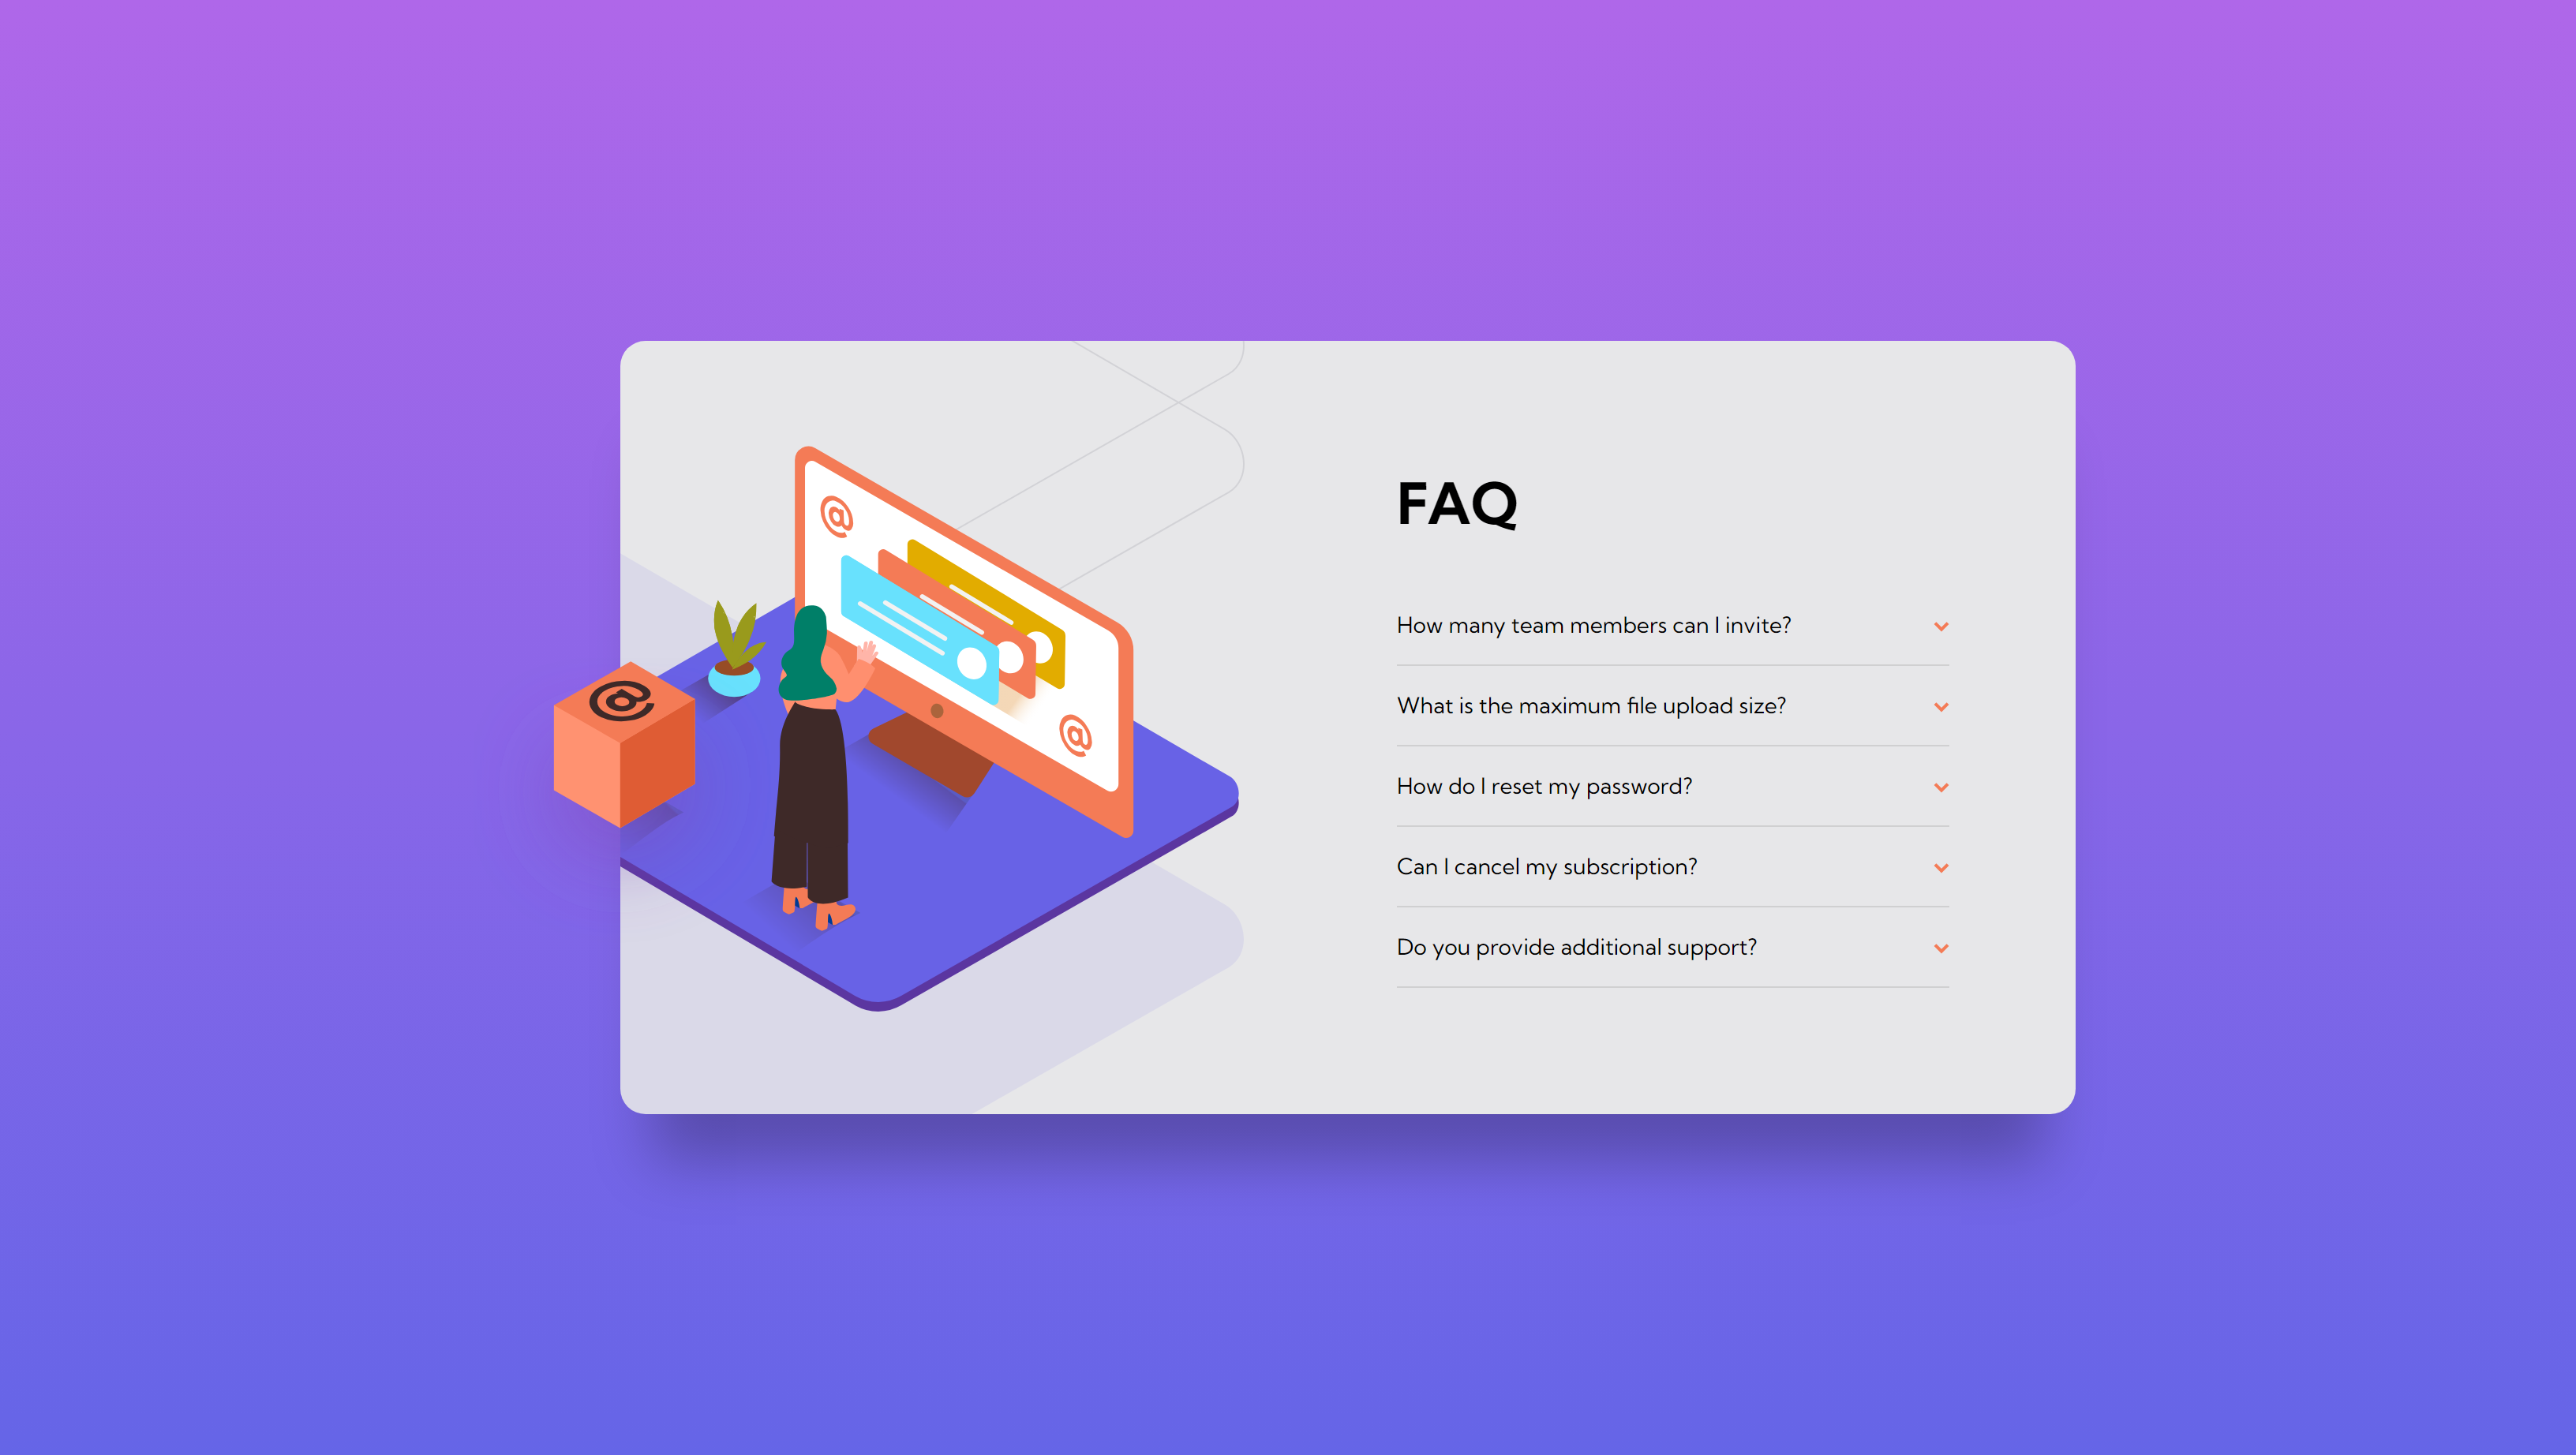 @
@
@
FAQ
How many team members can I invite?
What is the maximum file upload size?
How do I reset my password?
Can I cancel my subscription?
Do you provide additional support?